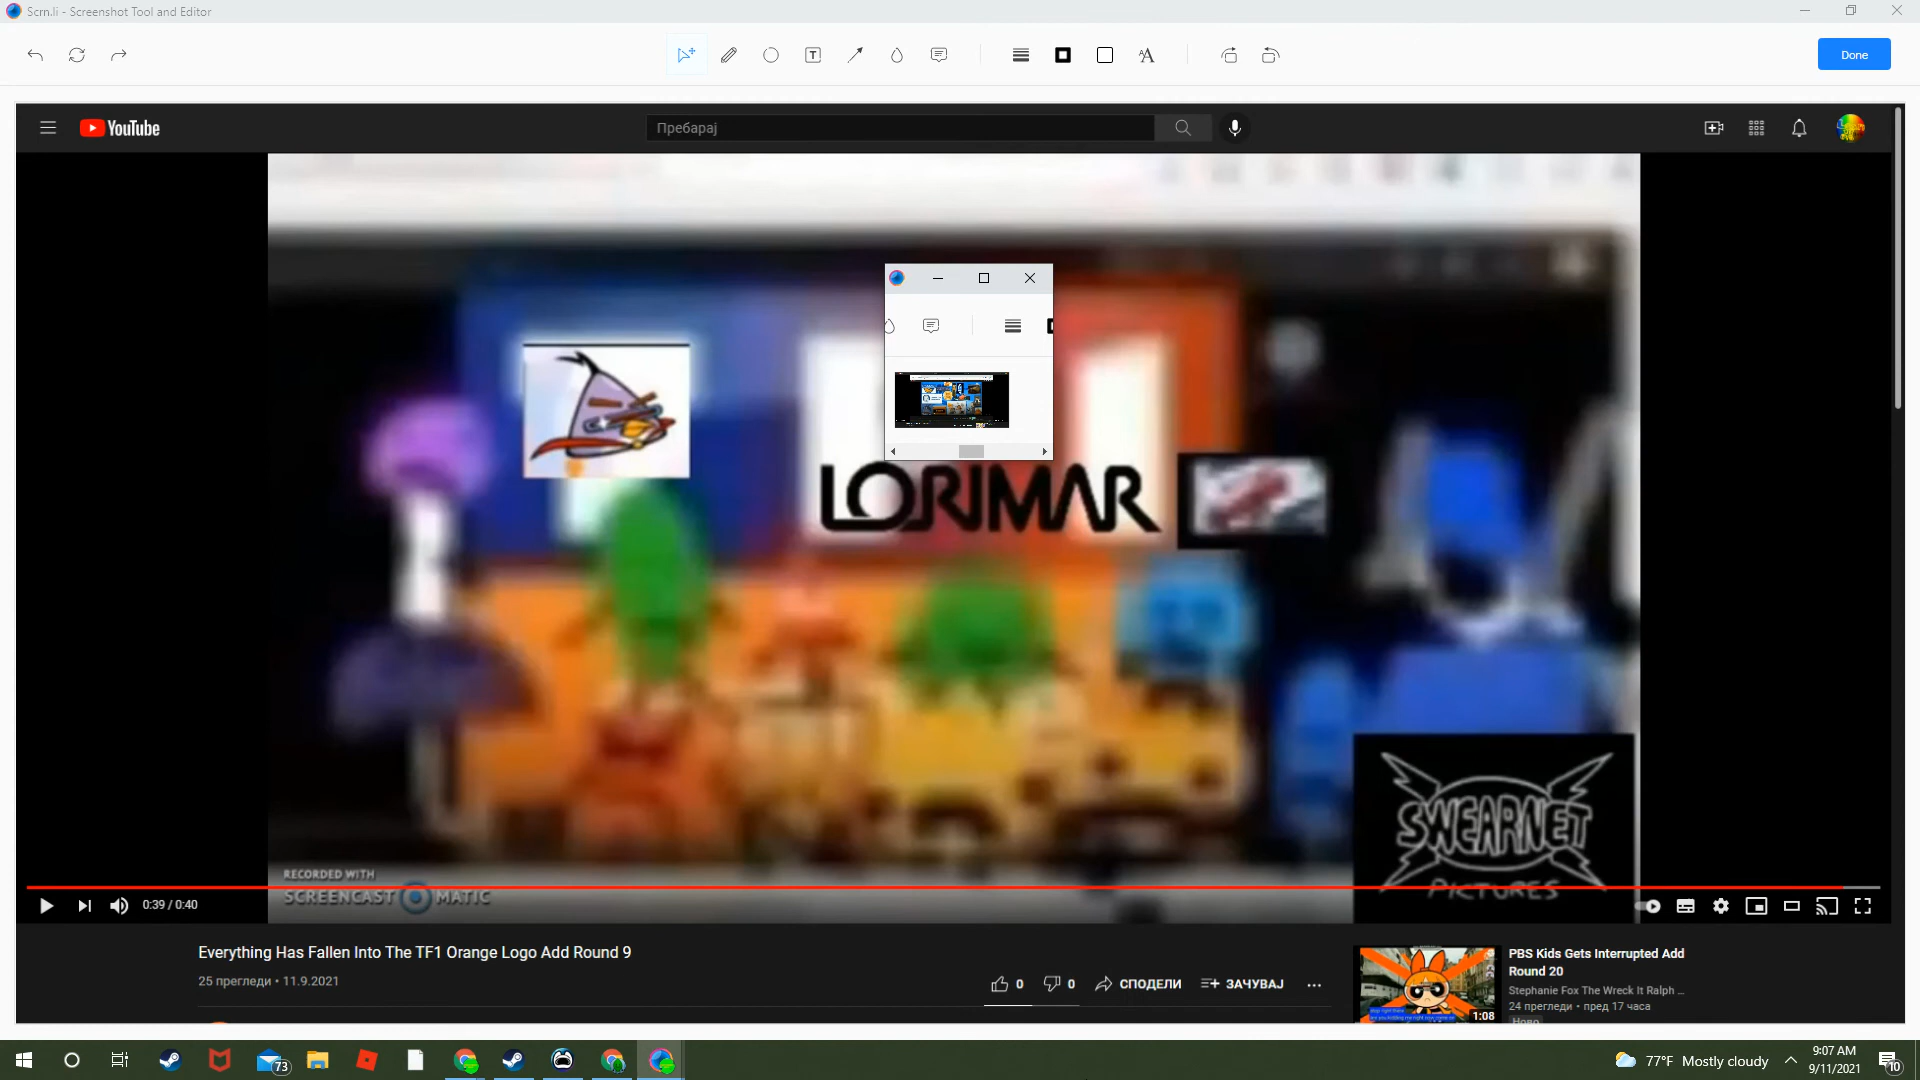 Scrn.li - Screenshot Tool and Editor
T
A
Done
YouTube
Пребарај
LORIMAR
SWEARNET
PICTURES
RECORDED WITH
SCREENCAST MATIC
0:39 / 0:40
Everything Has Fallen Into The TF1 Orange Logo Add Round 9
25 прегледи • 11.9.2021
0
0
СПОДЕЛИ
ЗАЧУВАЈ
PBS Kids Gets Interrupted Add
Round 20
Stephanie Fox The Wreck It Ralph ...
24 прегледи • пред 17 часа
Ново
1:08
73
77°F Mostly cloudy
9:07 AM
9/11/2021
10